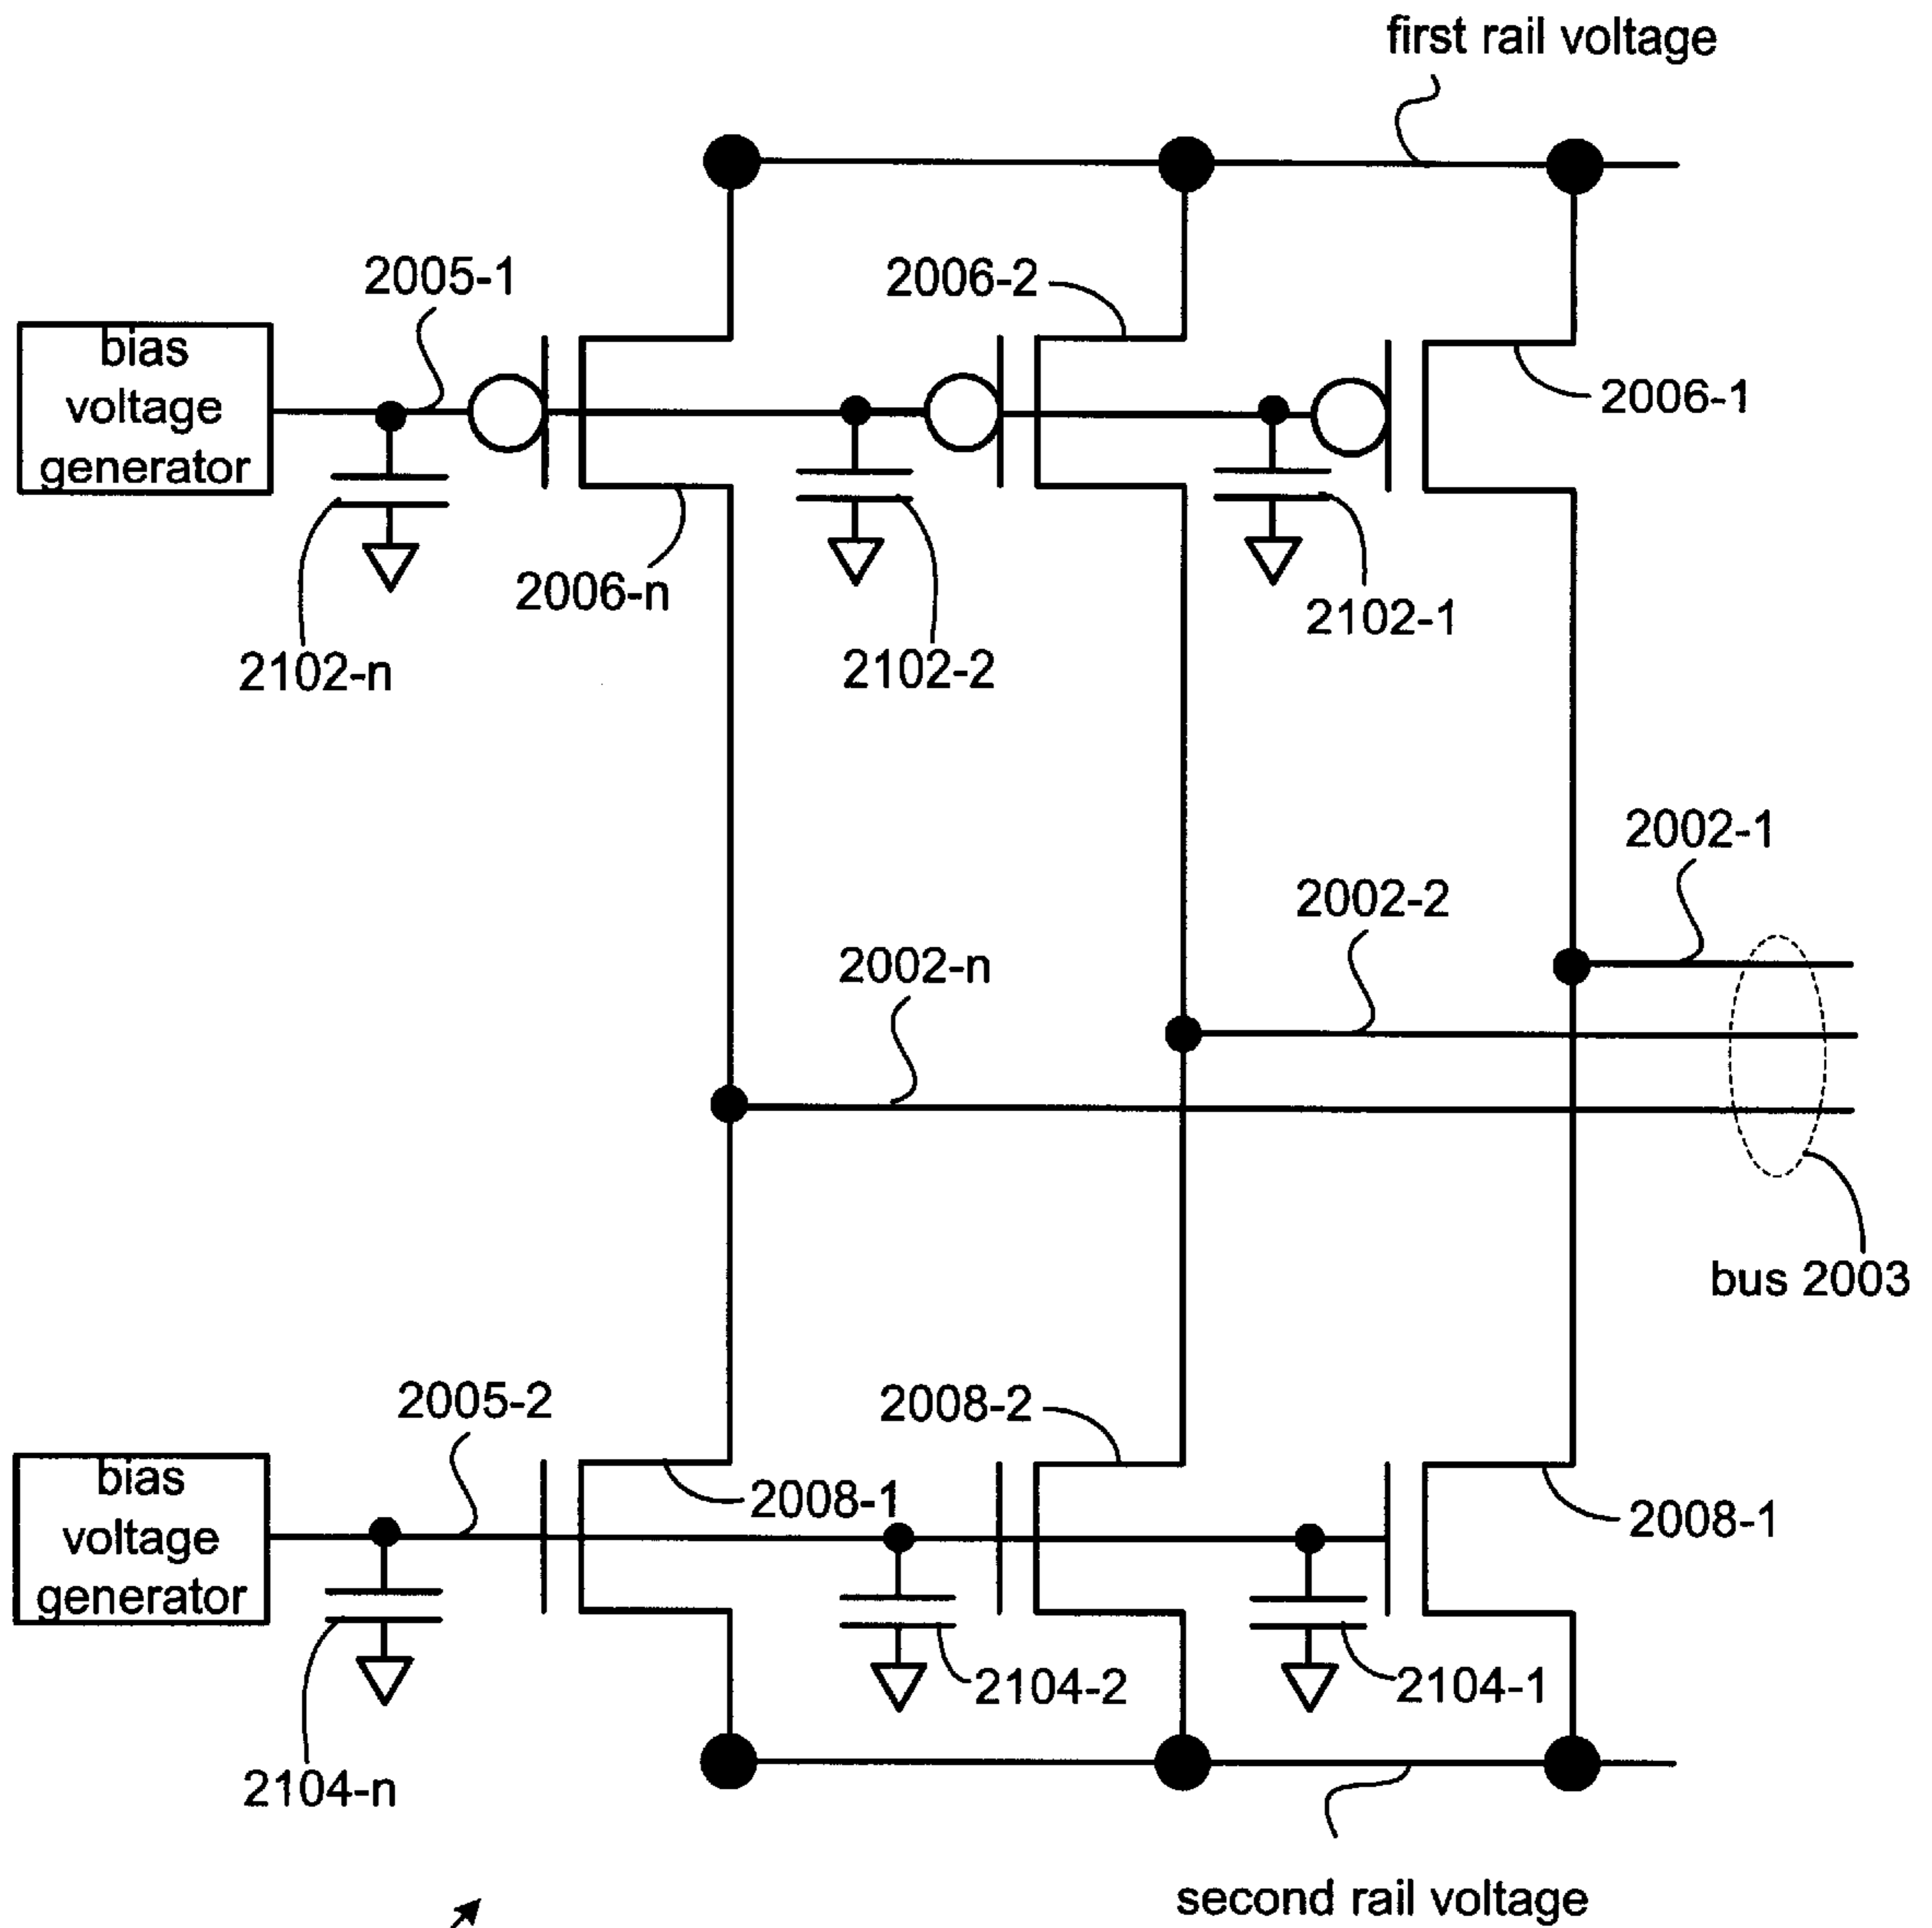 first rail voltage
2005-1
2006-2
bias
voltage
generator
2006-1
2006-n
2102-1
2102-n
2102-2
2002-1
2002-2
2002-n
bus 2003
2005-2
2008-2
bias
voltage
generator
2008-1
2008-1
2104-2
2104-1
2104-n
second rail voltage